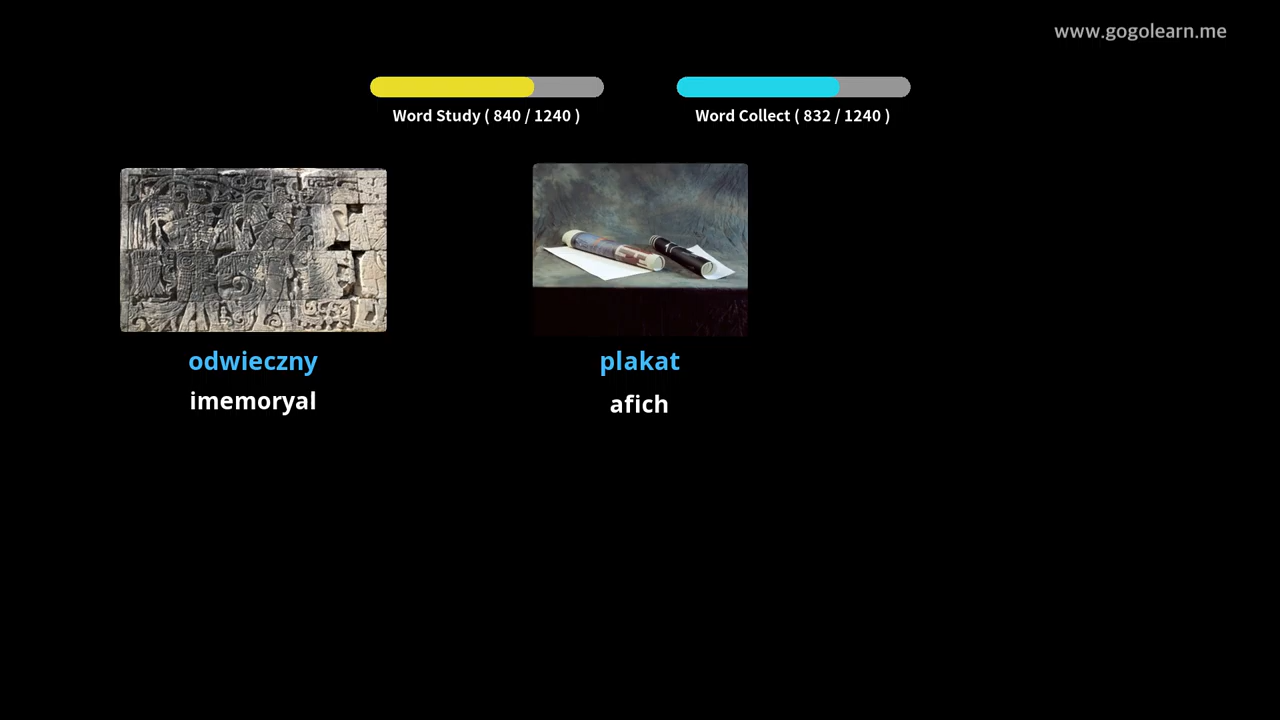 www.gogolearn.me
Word Study ( 840 / 1240 )
Word Collect ( 832 / 1240 )
odwieczny
imemoryal
plakat
afich